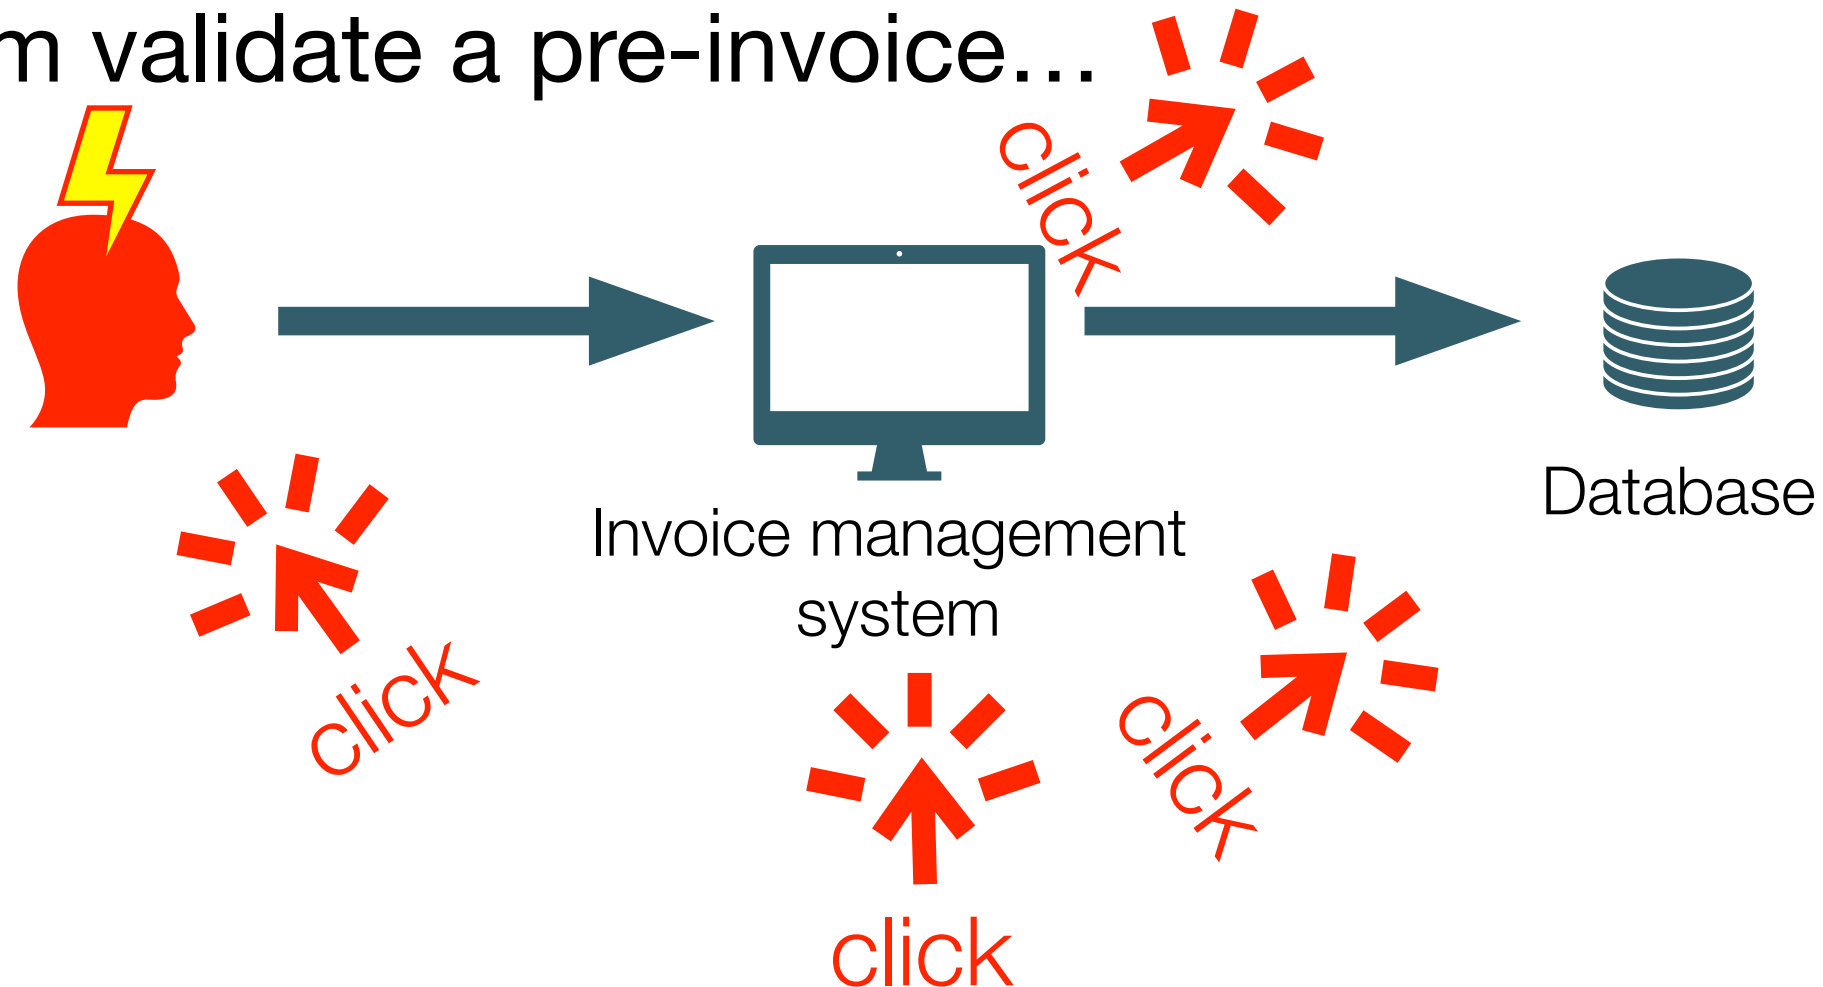 m validate a pre-invoice...
click
Database
Invoice management
system
click
click
click